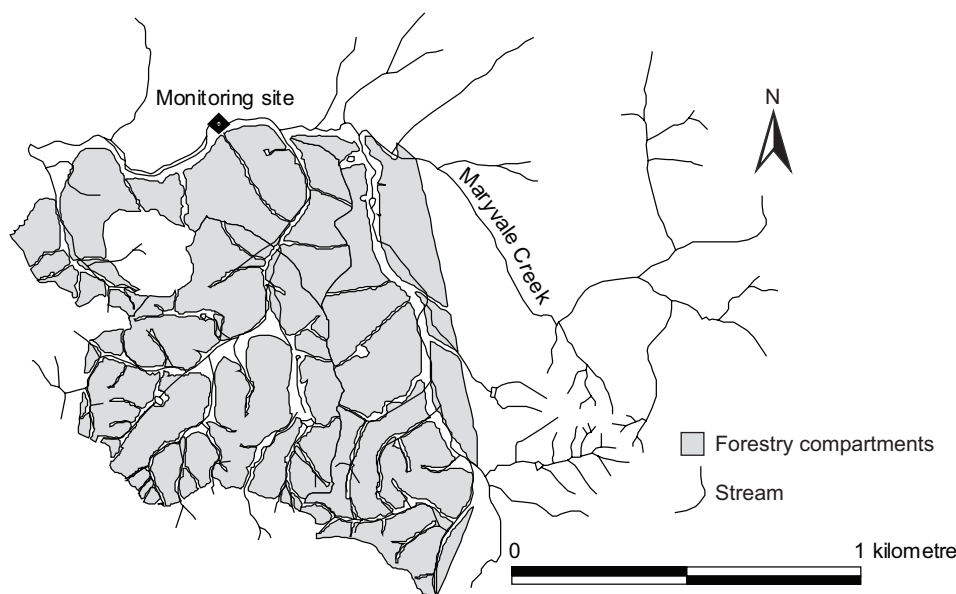 Monitoring site
N
Maryvale Creek
Forestry compartments
Stream
0
1 kilometre